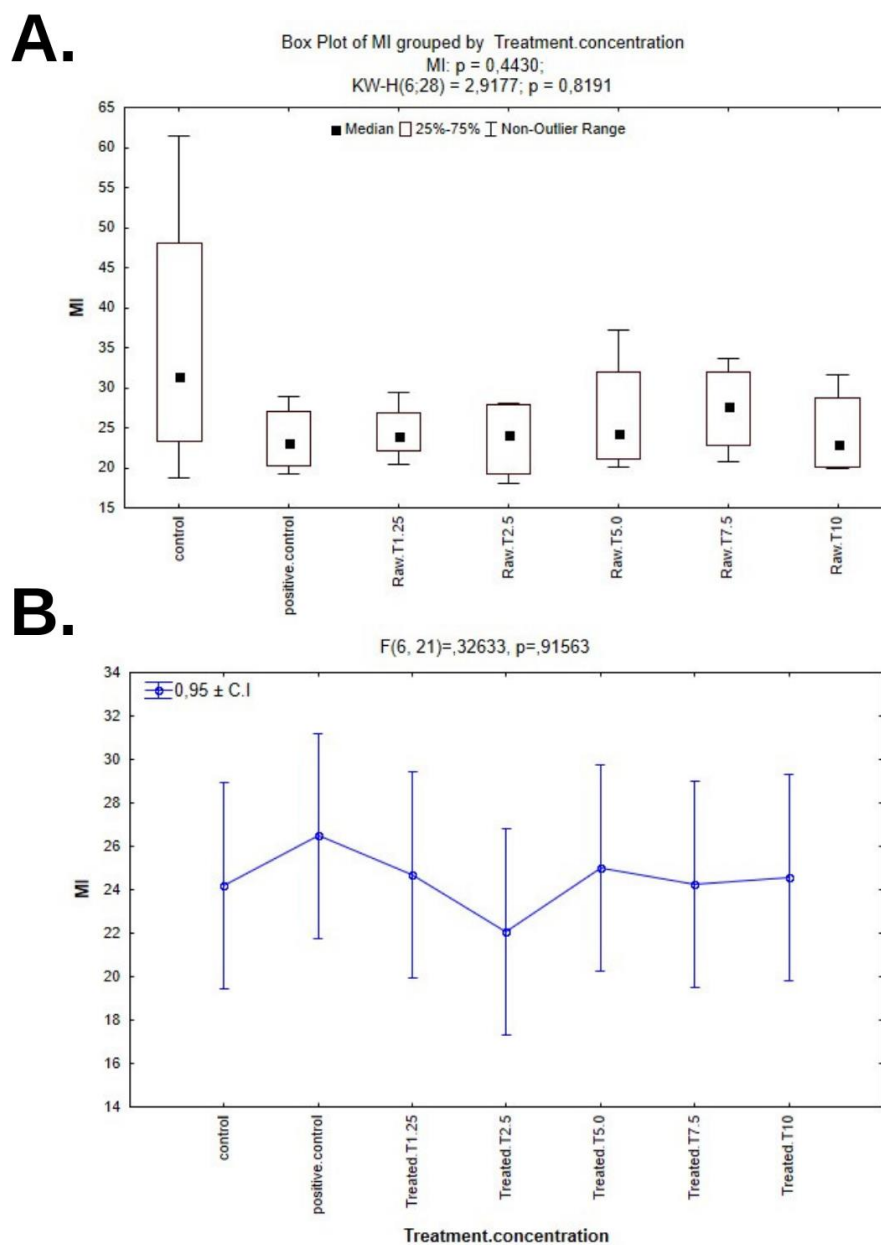 A.
Box Plot of MI grouped by Treatment.concentration
MI: p = 0,4430;
KW-H(6;28) = 2,9177; p = 0,8191
Median 25%-75% Non-Outlier Range
65
60
55
50
45
40
35
30
25
20
15
MI
control
positive.control
Raw.T1.25
Raw.T2.5
Raw.T5.0
Raw.T7.5
Raw.T10
B.
F(6, 21)=,32633, p=,91563
0,95 ± C.I
34
32
30
28
26
24
22
20
18
16
14
MI
control
positive.control
Treated.T1.25
Treated.T2.5
Treated.T5.0
Treated.T7.5
Treated.T10
Treatment.concentration